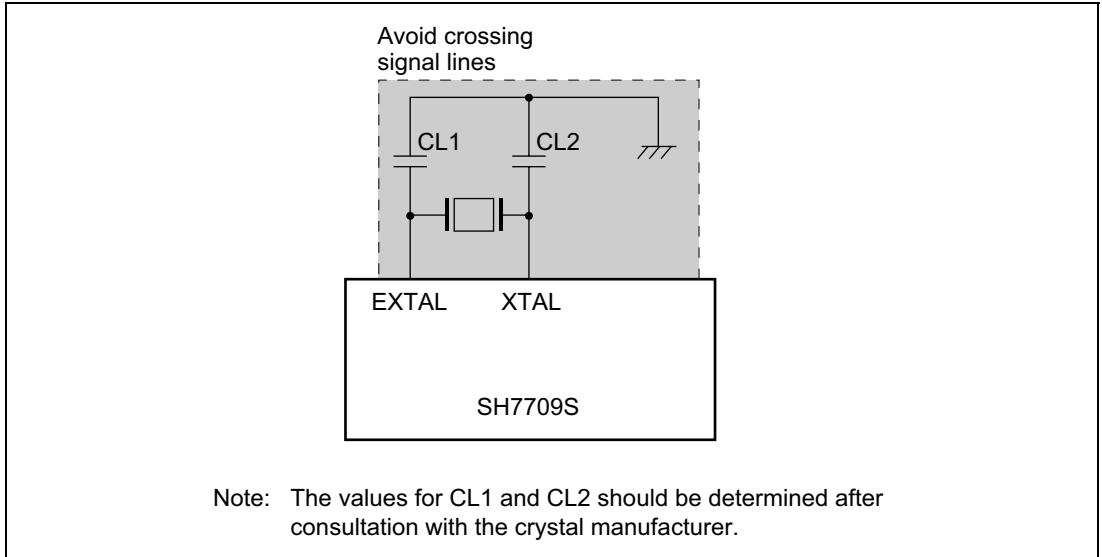 Avoid crossing
signal lines
CL1
CL2
EXTAL
XTAL
SH7709S
Note: The values for CL1 and CL2 should be determined after
consultation with the crystal manufacturer.